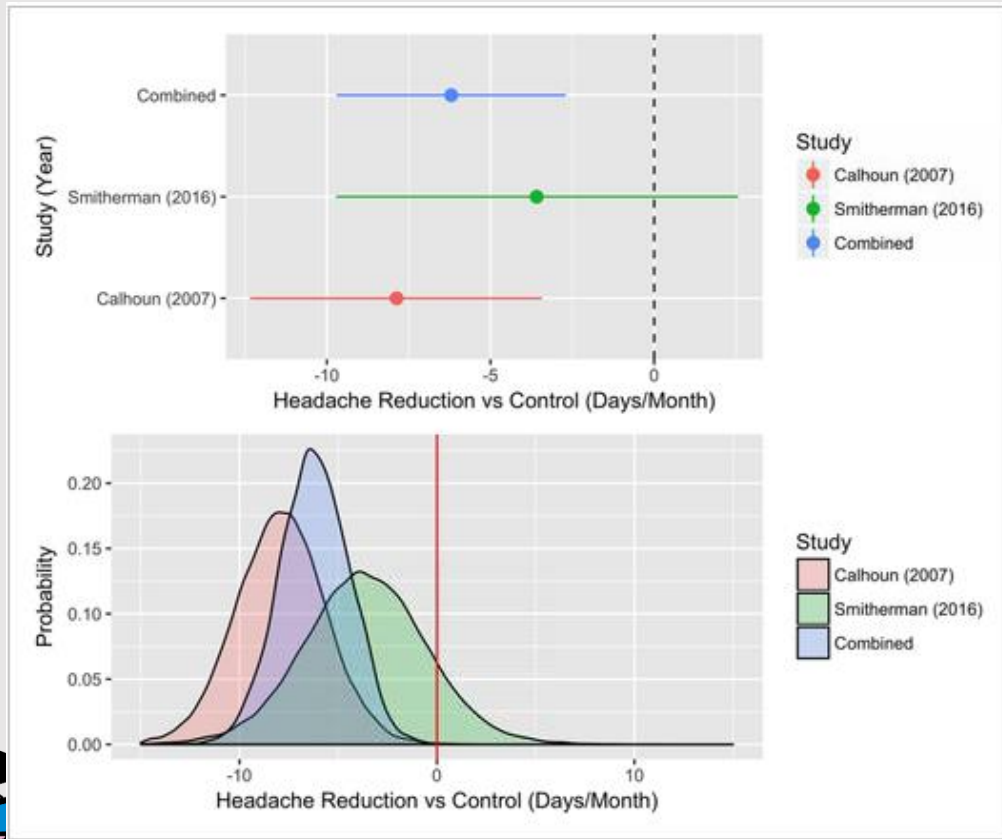 Combined
Smitherman (2016)
Calhoun (2007)
Study (Year)
-10
-5
0
Headache Reduction vs Control (Days/Month)
Study
Calhoun (2007)
Smitherman (2016)
Combined
0.20
0.15
0.10
0.05
0.00
Probability
-10
0
10
Headache Reduction vs Control (Days/Month)
Study
Calhoun (2007)
Smitherman (2016)
Combined